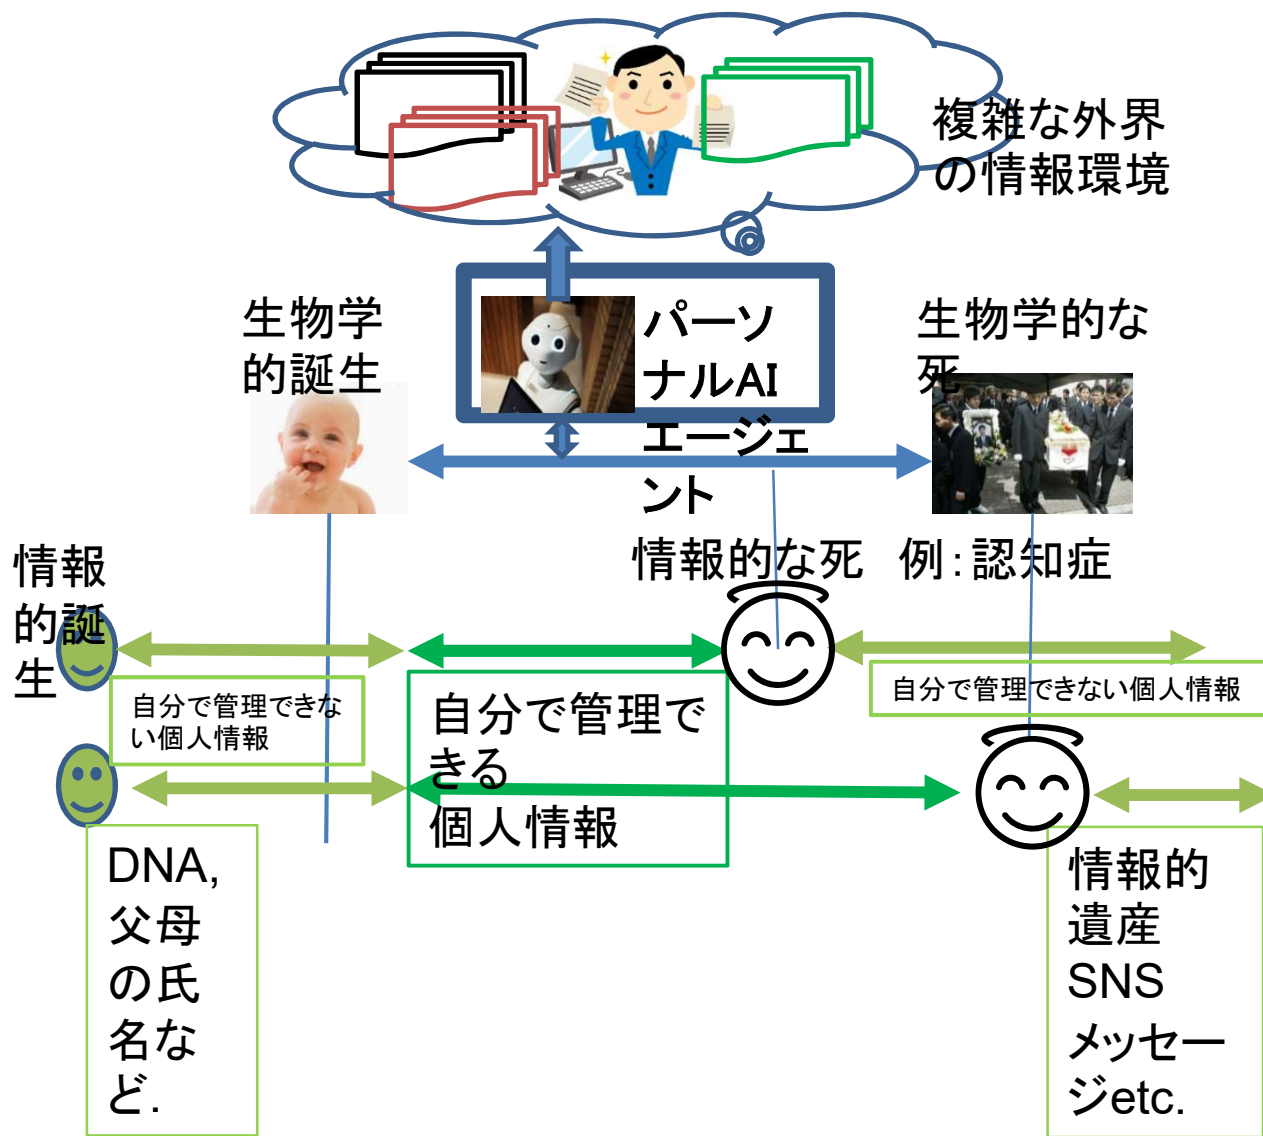 複雑な外界
の情報環境
生物学
的誕生
パーソ
ナルAI
エージェ
ント
生物学的な
死
情報的な死　例：認知症
情報
的誕
生
自分で管理できな
い個人情報
自分で管理で
きる
個人情報
自分で管理できない個人情報
DNA,
父母
の氏
名な
ど.
情報的
遺産
SNS
メッセー
ジetc.